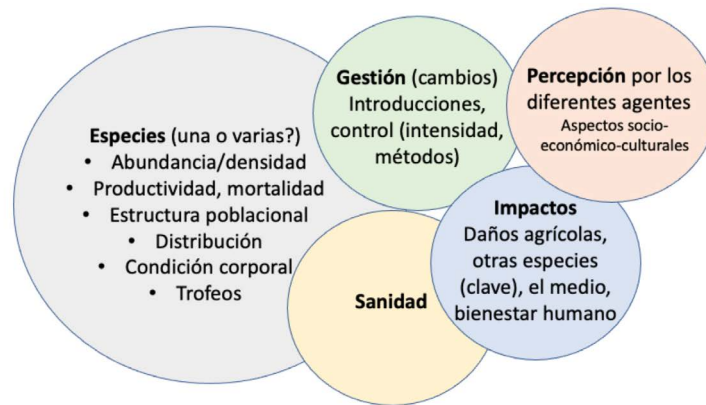 Especies (una o varias?)
• Abundancia/densidad
• Productividad, mortalidad
• Estructura poblacional
• Distribución
• Condición corporal
• Trofeos
Gestión (cambios)
Introducciones,
control (intensidad,
métodos)
Percepción por los
diferentes agentes
Aspectos socio-
económico-culturales
Sanidad
Impactos
Daños agrícolas,
otras especies
(clave), el medio,
bienestar humano